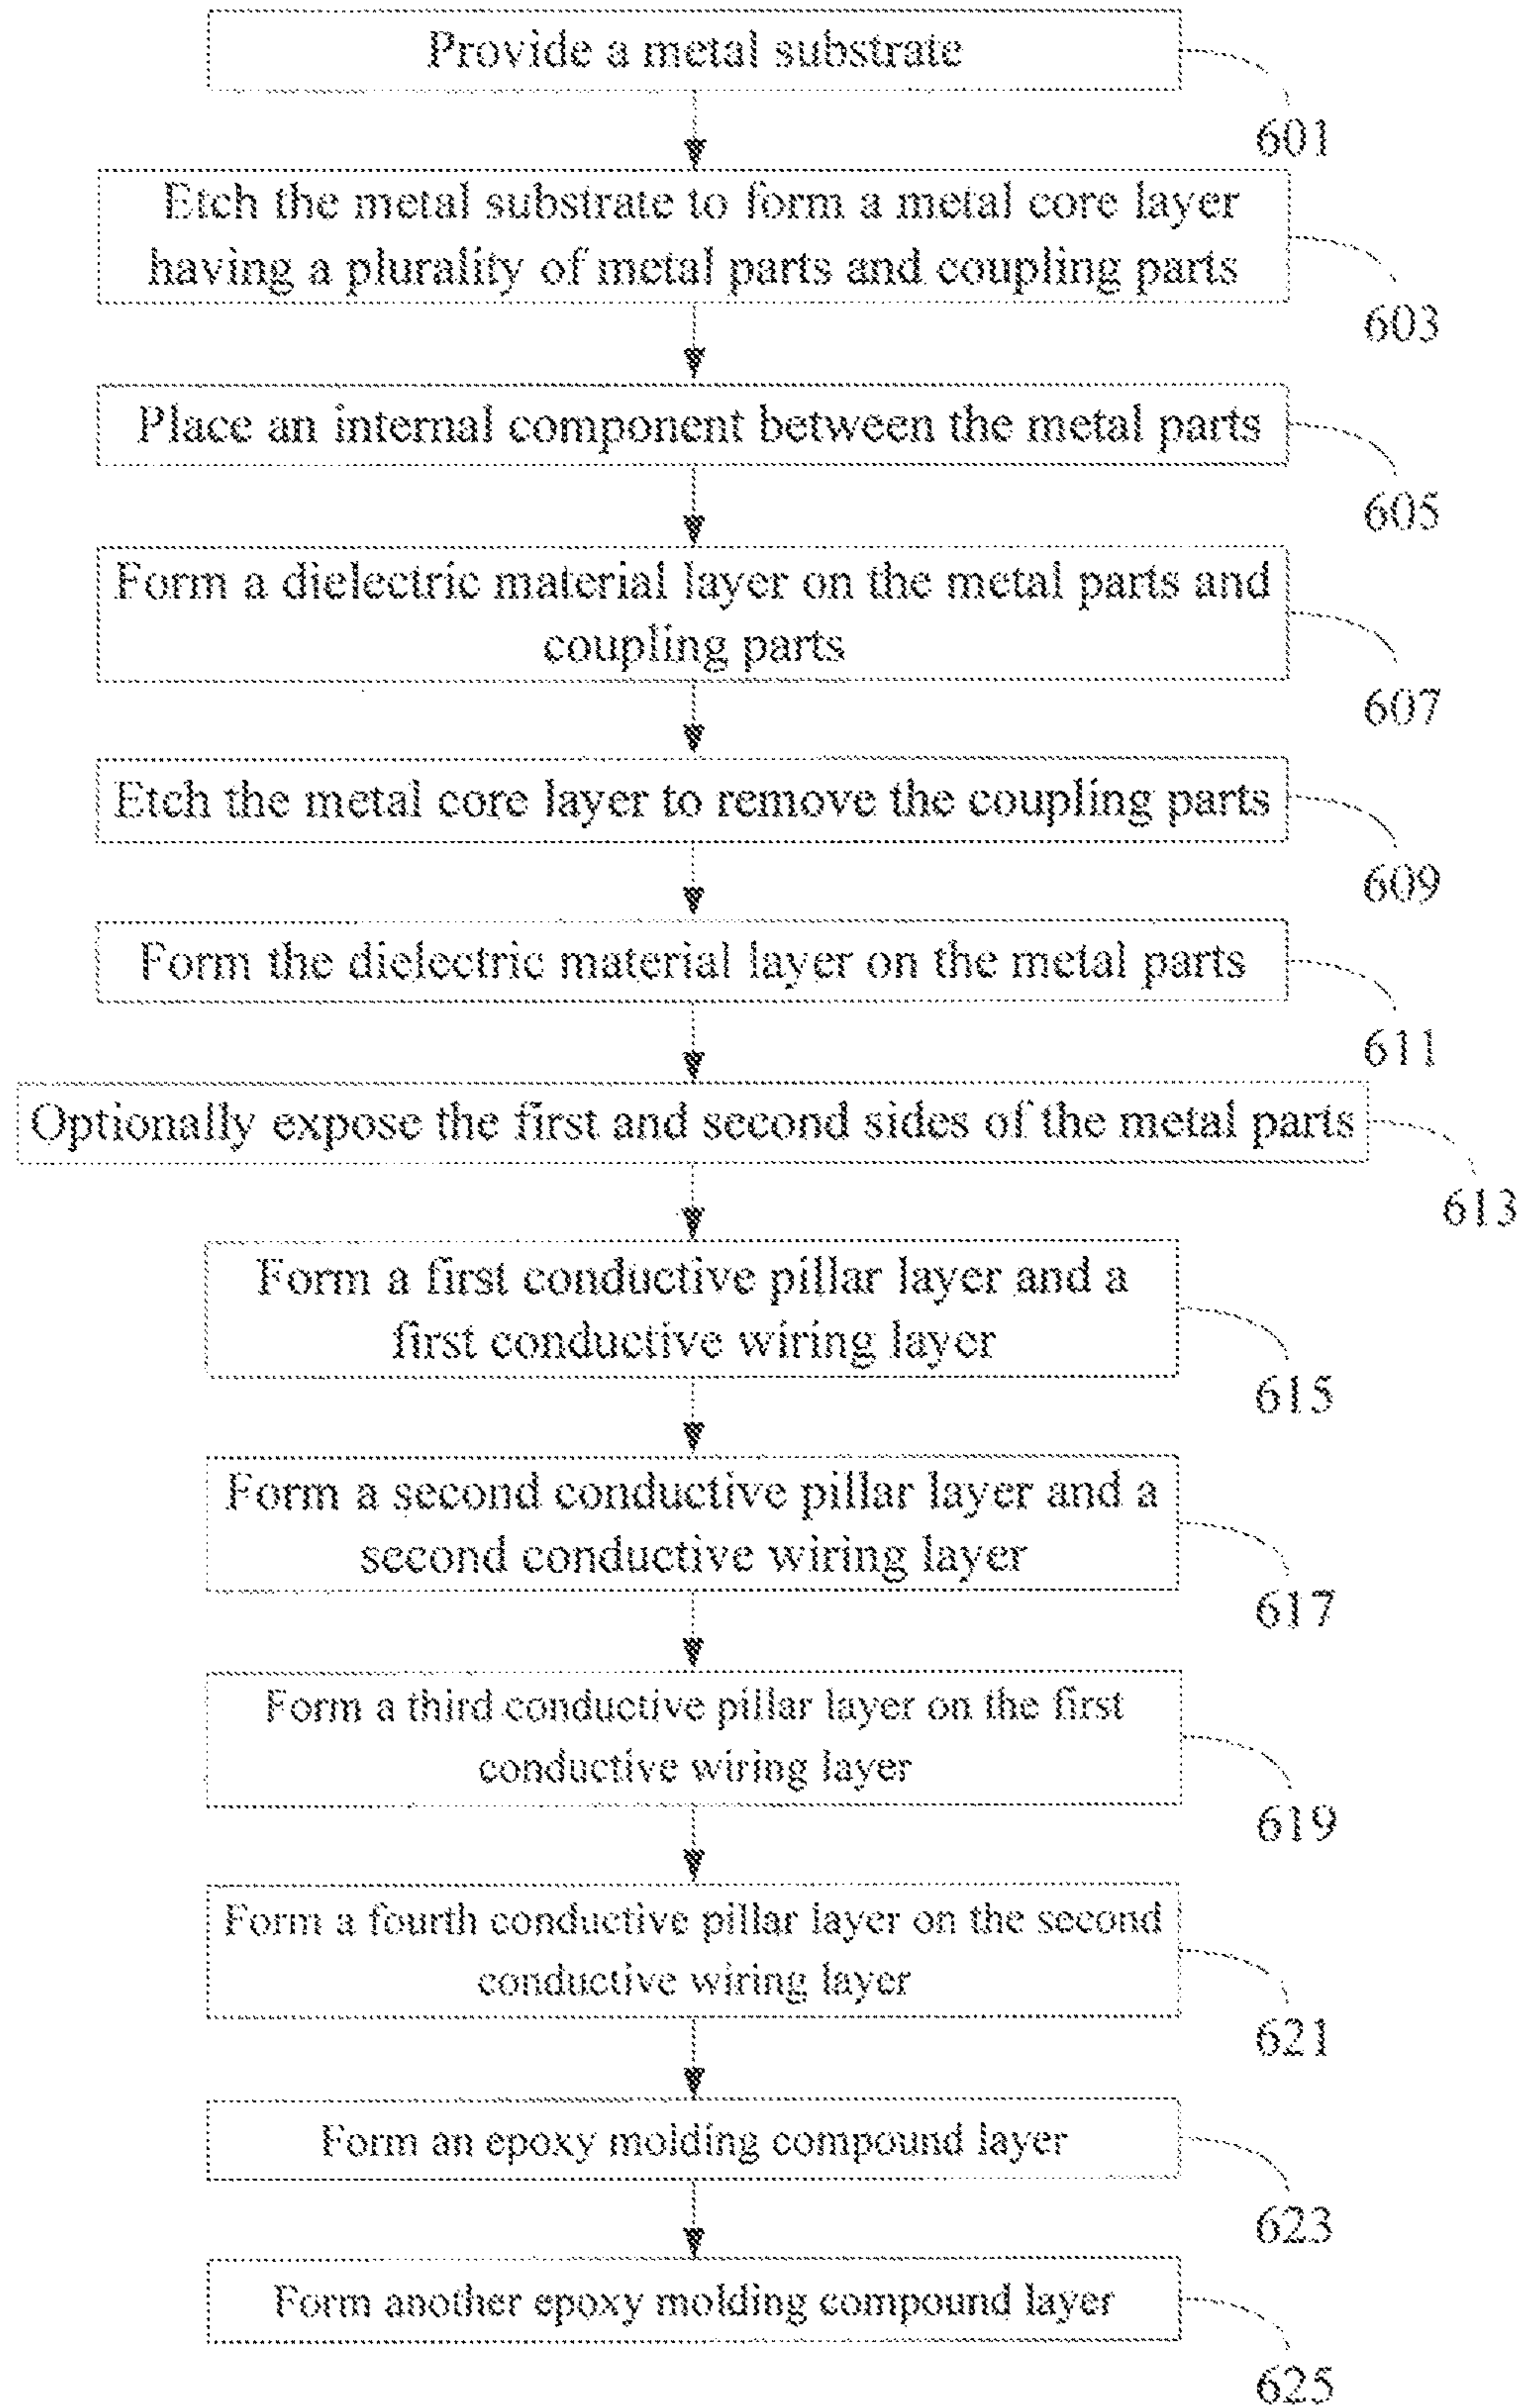 Provide a metal substrate
601
Etch the metal substrate to form a metal core layer
having a plurality of metal parts and coupling parts
603
Place an internal component between the metal parts
605
Form a dielectric material layer on the metal parts and
coupling parts
607
Etch the metal core layer to remove the coupling parts
609
Form the dielectric material layer on the metal parts
611
Optionally expose the first and second sides of the metal parts
613
Form a first conductive pillar layer and a
first conductive wiring layer
615
Form a second conductive pillar layer and a
second conductive wiring layer
617
Form a third conductive pillar layer on the first
conductive wiring layer
619
Form a fourth conductive pillar layer on the second
conductive wiring layer
621
Form an epoxy molding compound layer
623
Form another epoxy molding compound layer
625